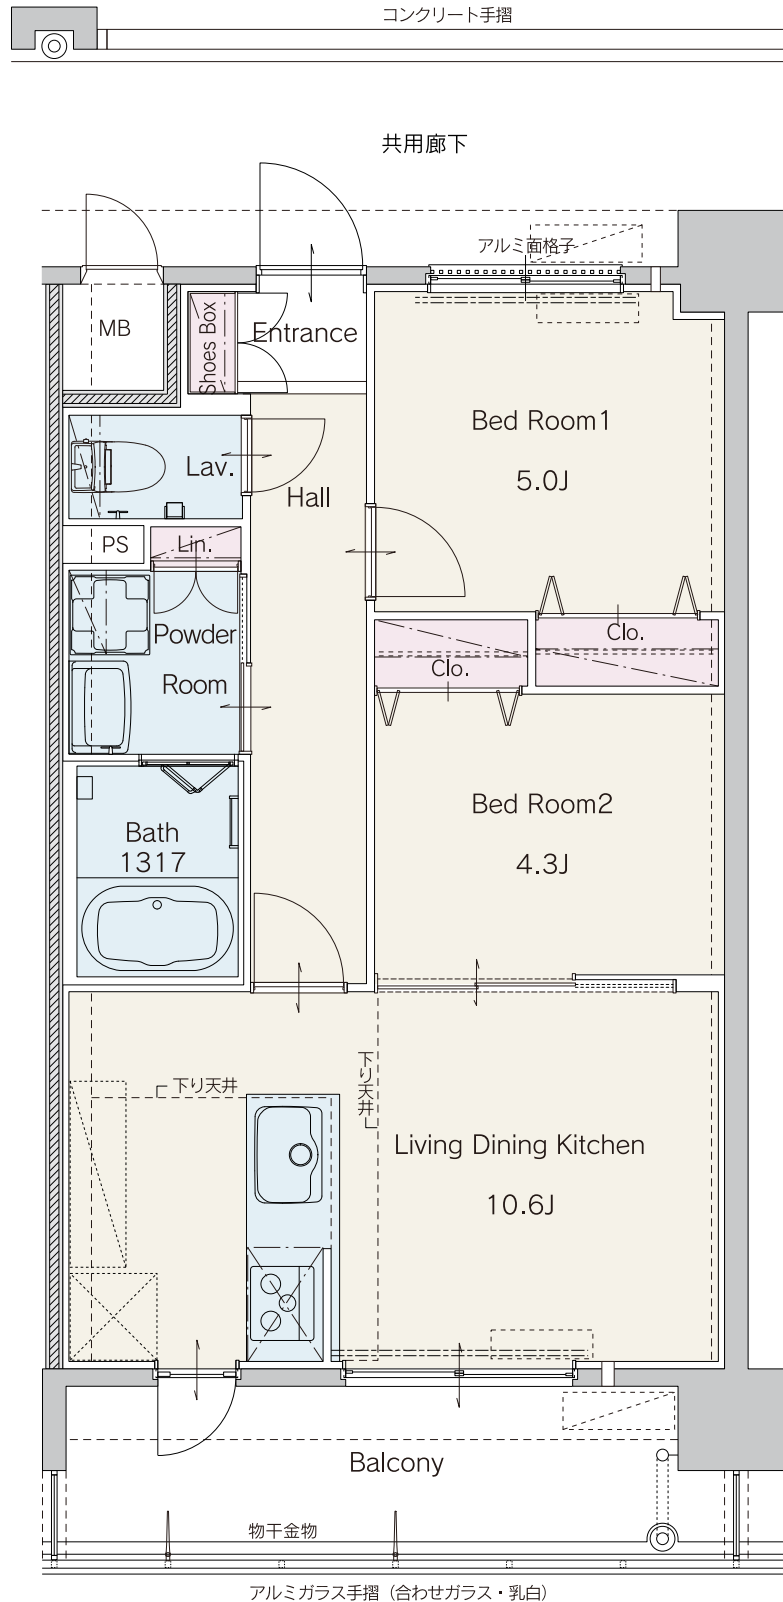 コンクリート手摺
共用廊下
アルミ面格子
MB
Shoes Box
Entrance
Bed Room1
5.0J
Lav.
Hall
PS
Lin.
Powder
Room
Clo.
Clo.
Bed Room2
4.3J
Bath
1317
下り天井
下り天井
Living Dining Kitchen
10.6J
Balcony
物干金物
アルミガラス手摺（合わせガラス・乳白）